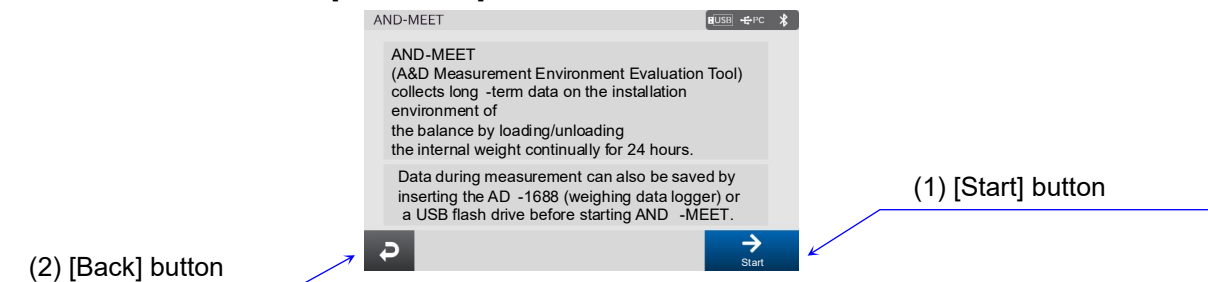 AND-MEET
USB PC
AND-MEET
(A&D Measurement Environment Evaluation Tool)
collects long -term data on the installation
environment of
the balance by loading/unloading
the internal weight continually for 24 hours.
Data during measurement can also be saved by
inserting the AD -1688 (weighing data logger) or
a USB flash drive before starting AND -MEET.
(1) [Start] button
Start
(2) [Back] button